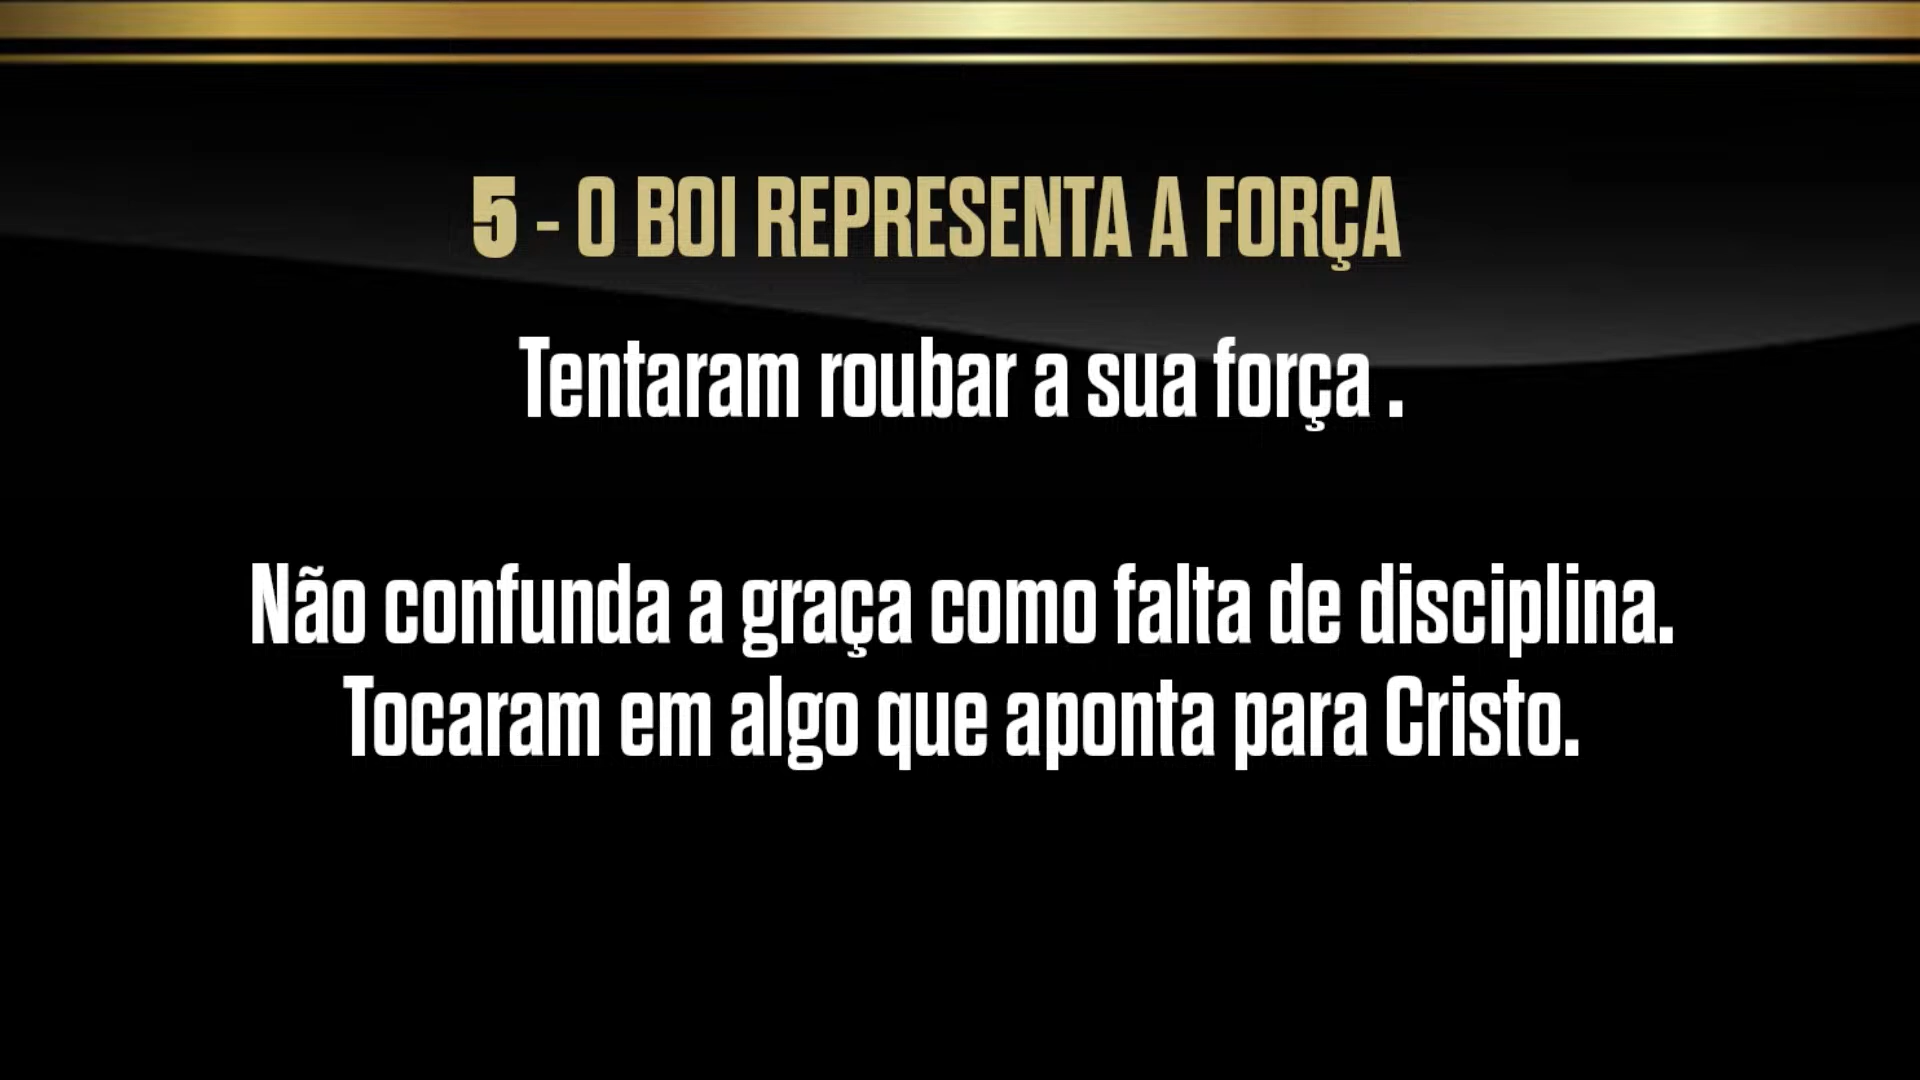 5 - O BOI REPRESENTA A FORÇA
Tentaram roubar a sua força .
Não confunda a graça como falta de disciplina.
Tocaram em algo que aponta para Cristo.